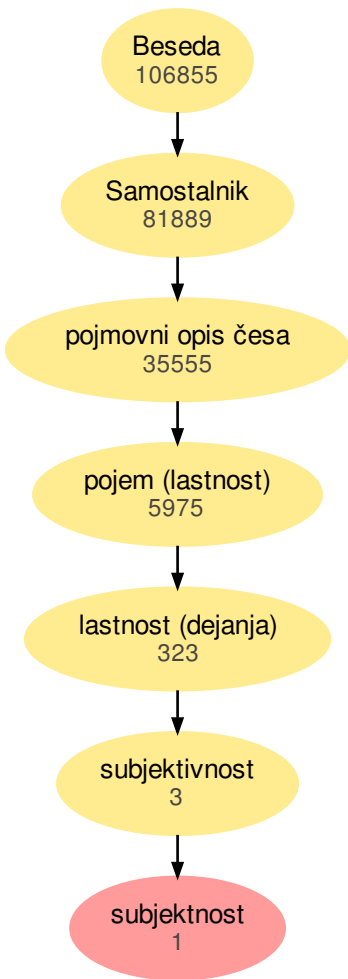 Beseda
106855
Samostalnik
81889
pojmovni opis česa
35555
pojem (lastnost)
5975
lastnost (dejanja)
323
subjektivnost
3
subjektnost
1